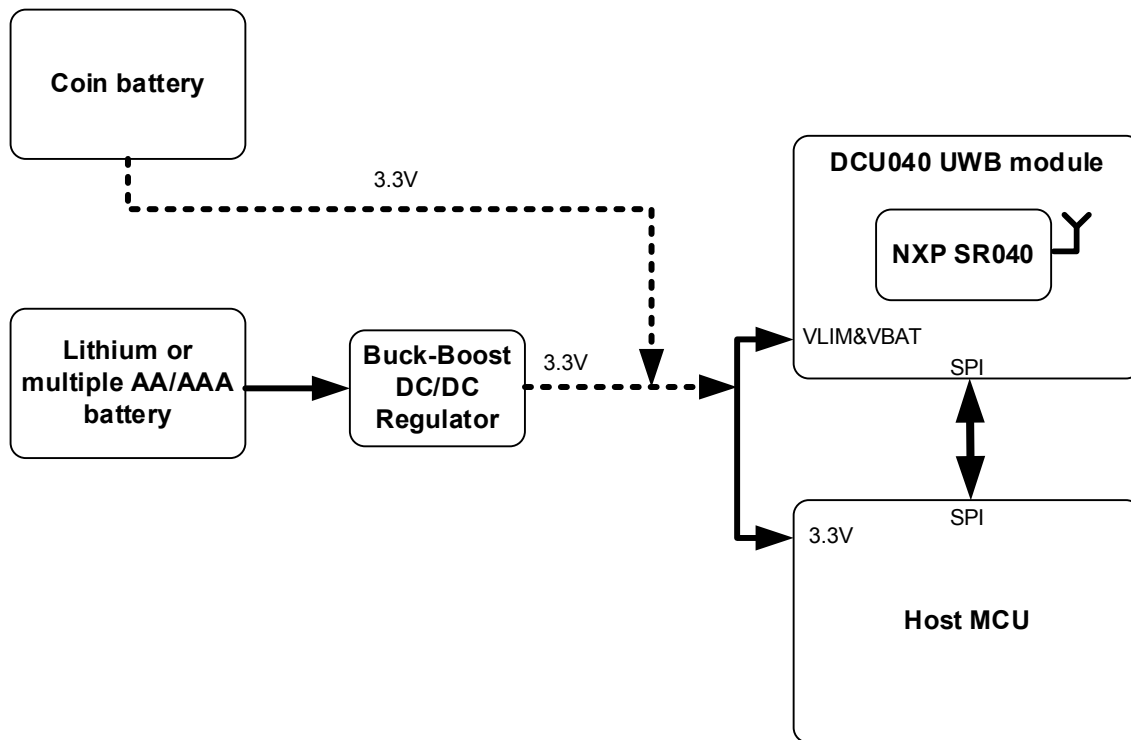 Coin battery
3.3V
DCU040 UWB module
NXP SR040
VLIM&VBAT
SPI
Lithium or
multiple AA/AAA
battery
Buck-Boost
DC/DC
Regulator
3.3V
SPI
3.3V
Host MCU